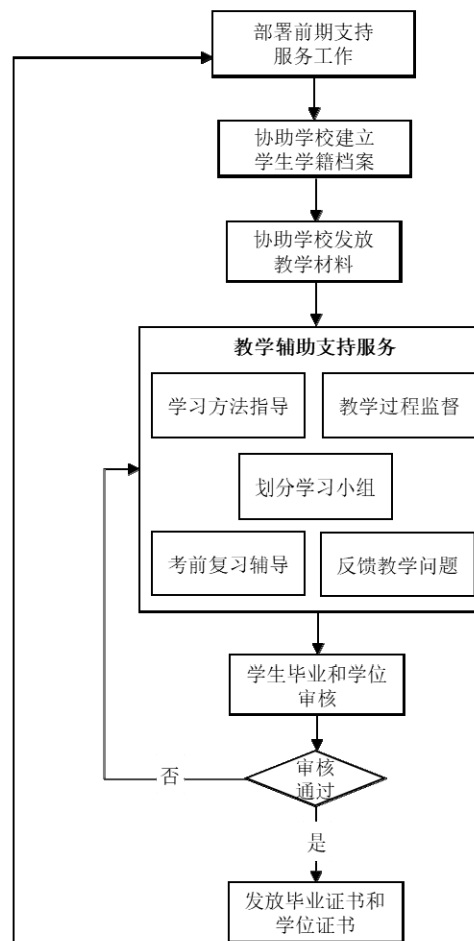 部署前期支持
服务工作
协助学校建立
学生学籍档案
协助学校发放
教学材料
教学辅助支持服务
学习方法指导
教学过程监督
划分学习小组
考前复习辅导
反馈教学问题
学生毕业和学位
审核
审核
通过
否
是
发放毕业证书和
学位证书